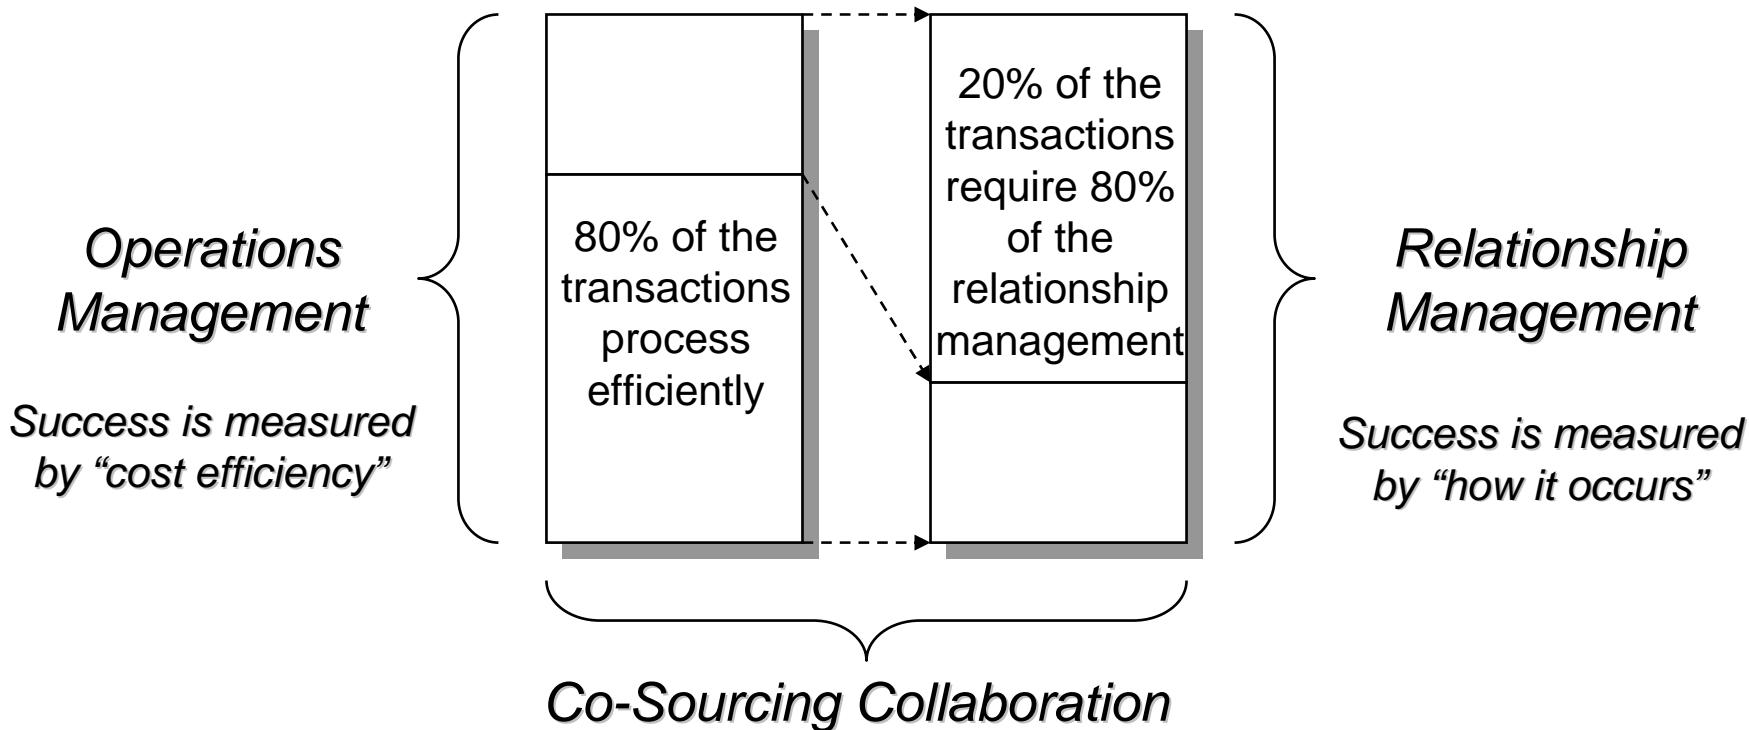 Operations
Management
Success is measured
by “cost efficiency”
80% of the
transactions
process
efficiently
20% of the
transactions
require 80%
of the
relationship
management
Relationship
Management
Success is measured
by “how it occurs”
Co-Sourcing Collaboration